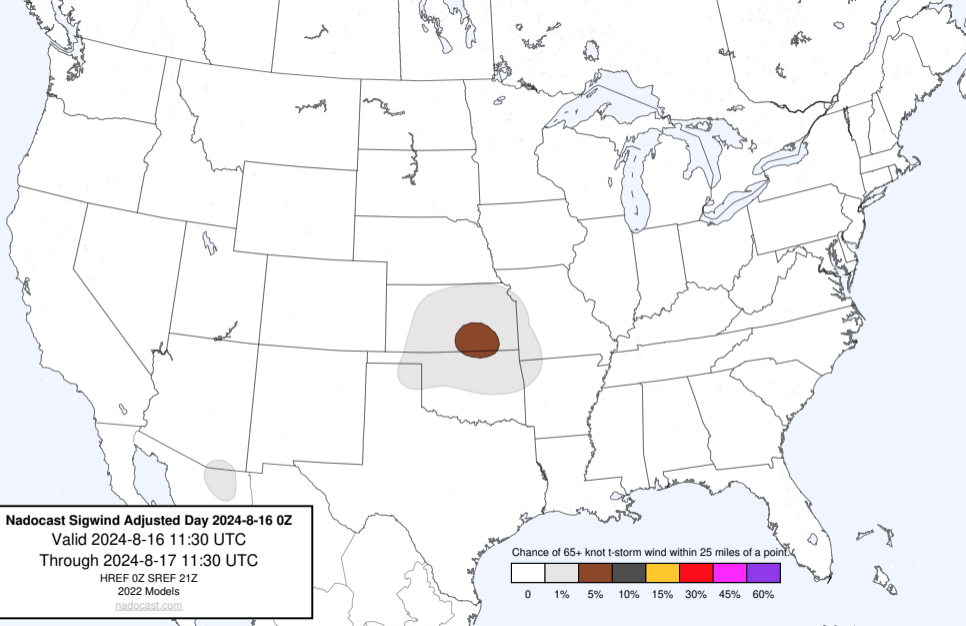 Nadocast Sigwind Adjusted Day 2024-8-16 0Z
Valid 2024-8-16 11:30 UTC
Through 2024-8-17 11:30 UTC
HREF 0Z SREF 21Z
2022 Models
nadocast.com
Chance of 65+ knot t-storm wind within 25 miles of a point.
0 1% 5% 10% 15% 30% 45% 60%